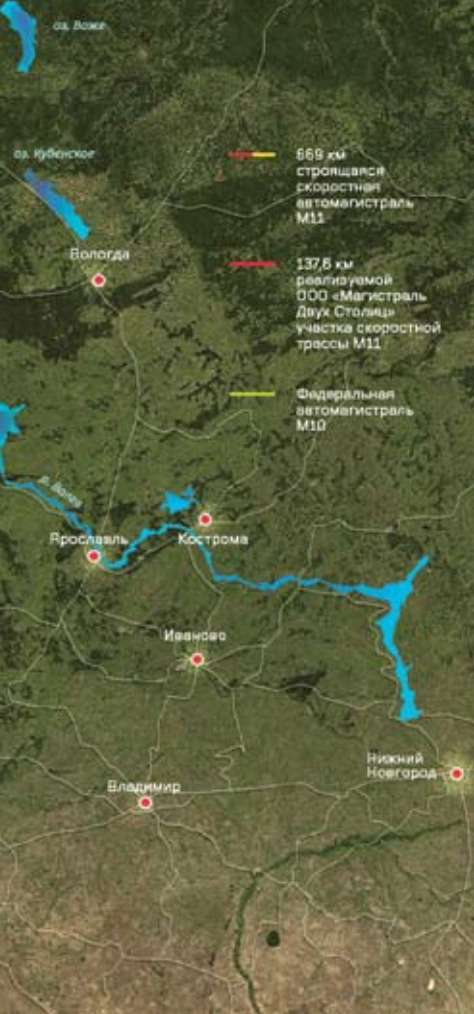 оз. Воже
оз. Кубенское
669 км
строящаяся
скоростная
автомагистраль
М11
Вологда
137,6 км
реализуемой
ООО «Магистраль
Двух Столиц»
участка скоростной
трассы М11
Федеральная
автомагистраль
М10
р. Волга
Ярославль
Кострома
Иваново
Нижний
Новгород
Владимир